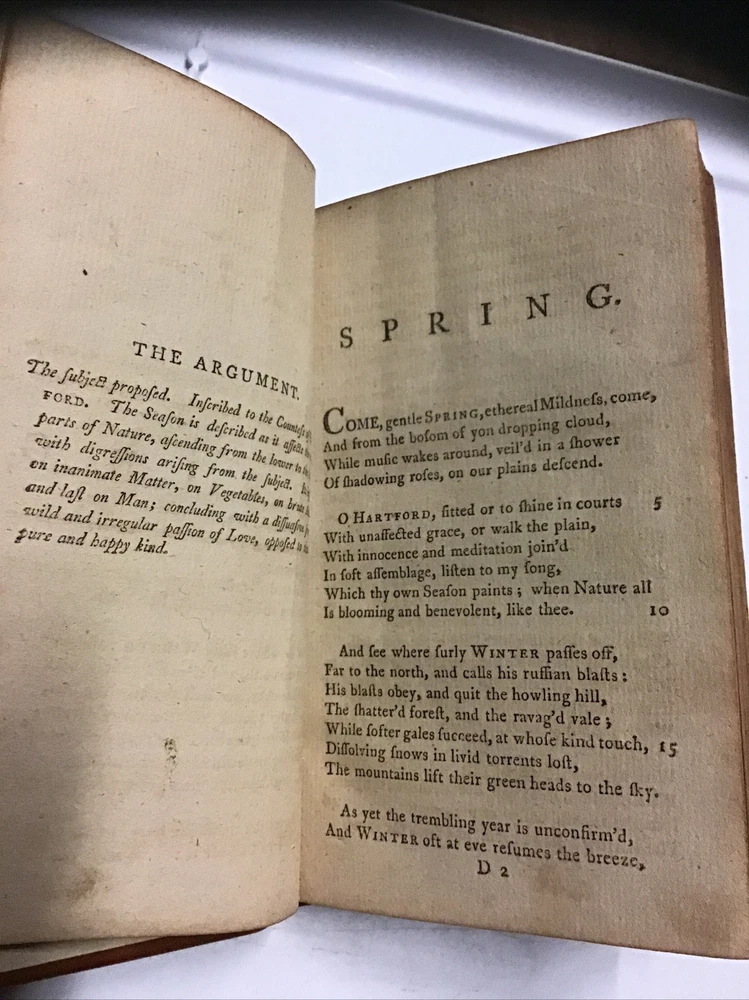 THE ARGUMENT.
The ſubject propoſed. Inſcribed to the Counteſs of
FORD. The Seaſon is deſcribed as it affects the
parts of Nature, aſcending from the lower to the
with digreſſions ariſing from the ſubject.
on inanimate Matter, on Vegetables, on brute
and laſt on Man; concluding with a diſſuaſive
wild and irregular paſſion of Love, oppoſed to
pure and happy kind.
SPRING.
COME, gentle SPRING, ethereal Mildneſs, come,
And from the boſom of yon dropping cloud,
While muſic wakes around, veil'd in a ſhower
Of ſhadowing roſes, on our plains deſcend.
O HARTFORD, fitted or to ſhine in courts 5
With unaffected grace, or walk the plain,
With innocence and meditation join'd
In ſoft aſſemblage, liſten to my ſong,
Which thy own Seaſon paints; when Nature all
Is blooming and benevolent, like thee. 10
And ſee where ſurly WINTER paſſes off,
Far to the north, and calls his ruffian blaſts:
His blaſts obey, and quit the howling hill,
The ſhatter'd foreſt, and the ravag'd vale;
While ſofter gales ſucceed, at whoſe kind touch, 15
Diſſolving ſnows in livid torrents loſt,
The mountains lift their green heads to the ſky.
As yet the trembling year is unconfirm'd,
And WINTER oft at eve reſumes the breeze,
D 2